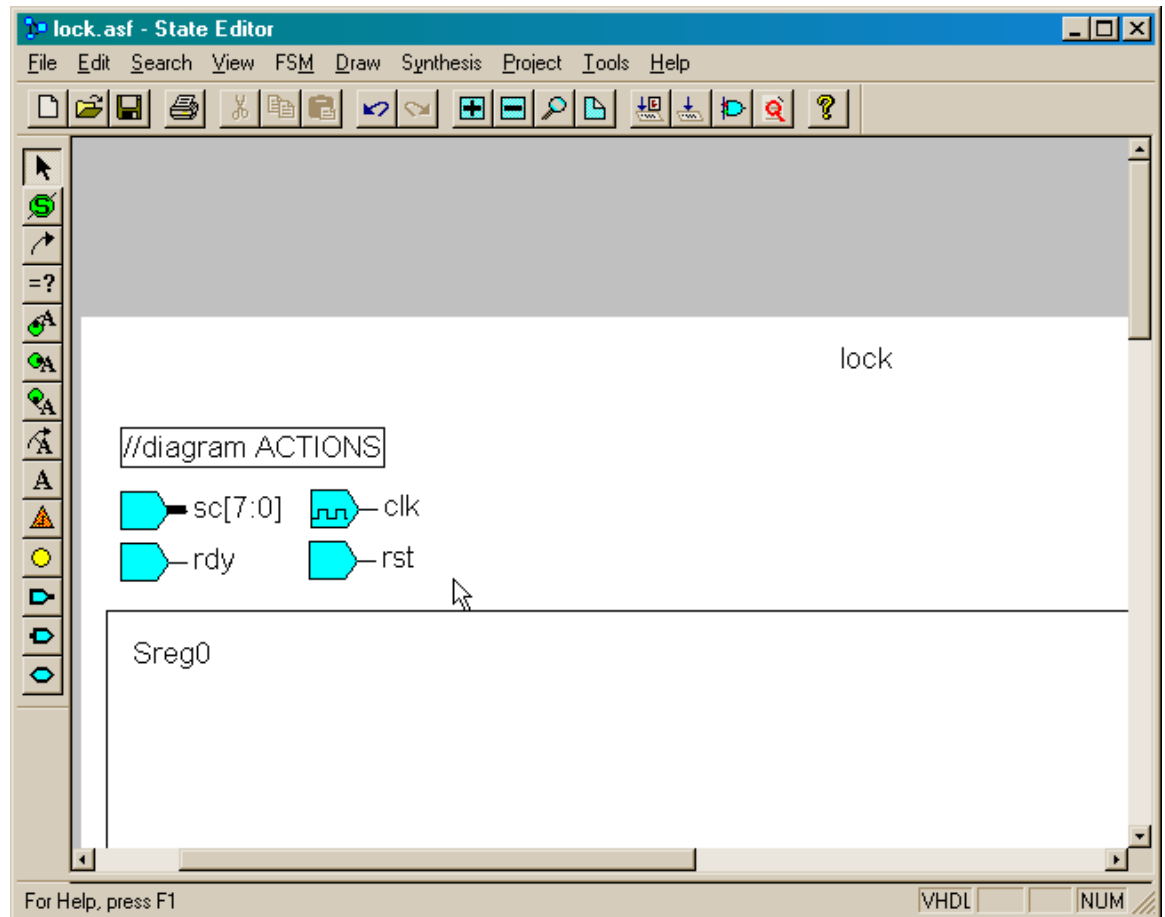 lock.asf - State Editor
File Edit Search View FSM Draw Synthesis Project Tools Help
S
=?
A
A
A
A
A
lock
//diagram ACTIONS
sc[7:0] clk
rdy rst
Sreg0
For Help, press F1 VHDL NUM